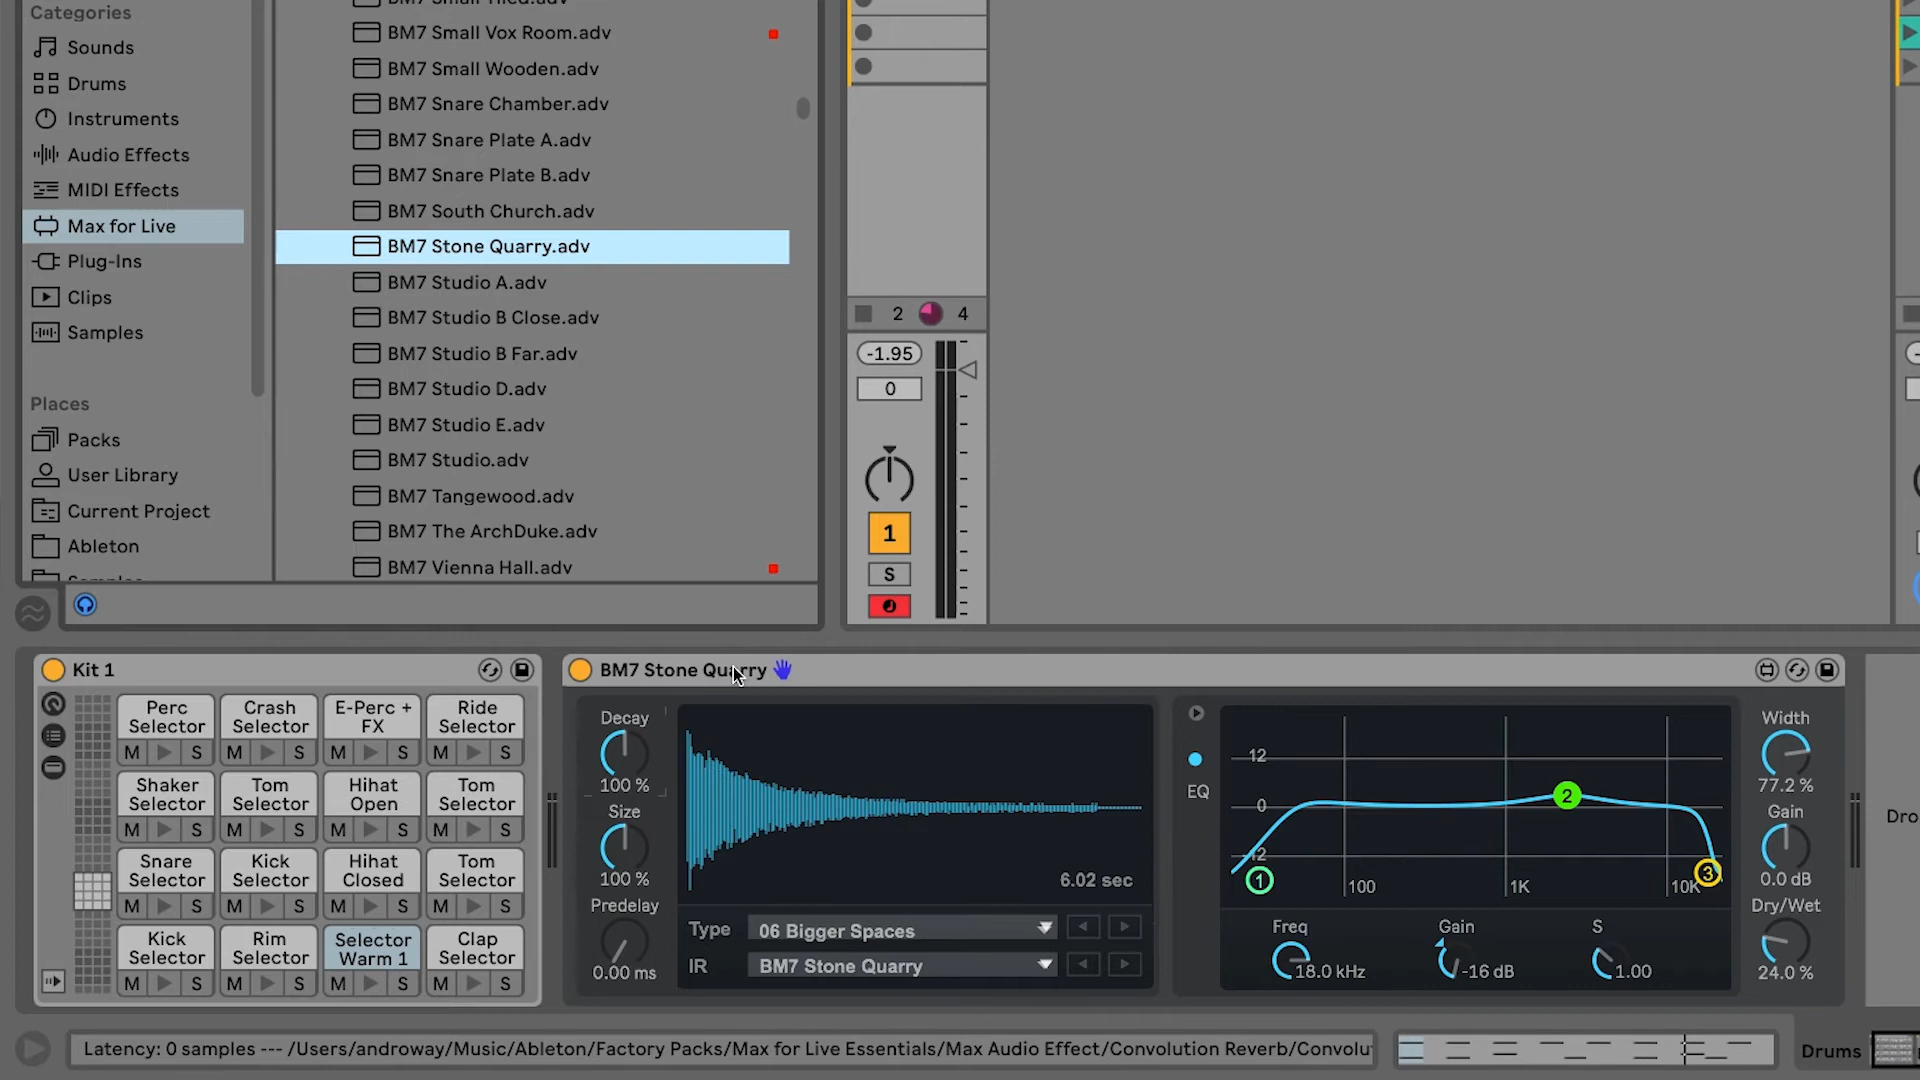 Categories
Sounds
Drums
Instruments
Audio Effects
MIDI Effects
Max for Live
Plug-Ins
Clips
Samples
Places
Packs
User Library
Current Project
Ableton
BM7 Small Tiled.adv
BM7 Small Vox Room.adv
BM7 Small Wooden.adv
BM7 Snare Chamber.adv
BM7 Snare Plate A.adv
BM7 Snare Plate B.adv
BM7 South Church.adv
BM7 Stone Quarry.adv
BM7 Studio A.adv
BM7 Studio B Close.adv
BM7 Studio B Far.adv
BM7 Studio D.adv
BM7 Studio E.adv
BM7 Studio.adv
BM7 Tangewood.adv
BM7 The ArchDuke.adv
BM7 Vienna Hall.adv
2 4
-1.95
0
1
S
Kit 1
Perc Selector
Crash Selector
E-Perc + FX
Ride Selector
M S M S M S M S
Shaker Selector
Tom Selector
Hihat Open
Tom Selector
M S M S M S M S
Snare Selector
Kick Selector
Hihat Closed
Tom Selector
M S M S M S M S
Kick Selector
Rim Selector
Selector Warm 1
Clap Selector
M S M S M S M S
BM7 Stone Quarry
Decay
100 %
Size
100 %
Predelay
0.00 ms
6.02 sec
Type 06 Bigger Spaces
IR BM7 Stone Quarry
EQ
12
0
12
1 2 3
100 1K 10K
Freq Gain S
18.0 kHz -16 dB 1.00
Width
77.2 %
Gain
0.0 dB
Dry/Wet
24.0 %
Dro
Latency: 0 samples --- /Users/androway/Music/Ableton/Factory Packs/Max for Live Essentials/Max Audio Effect/Convolution Reverb/Convolu
Drums